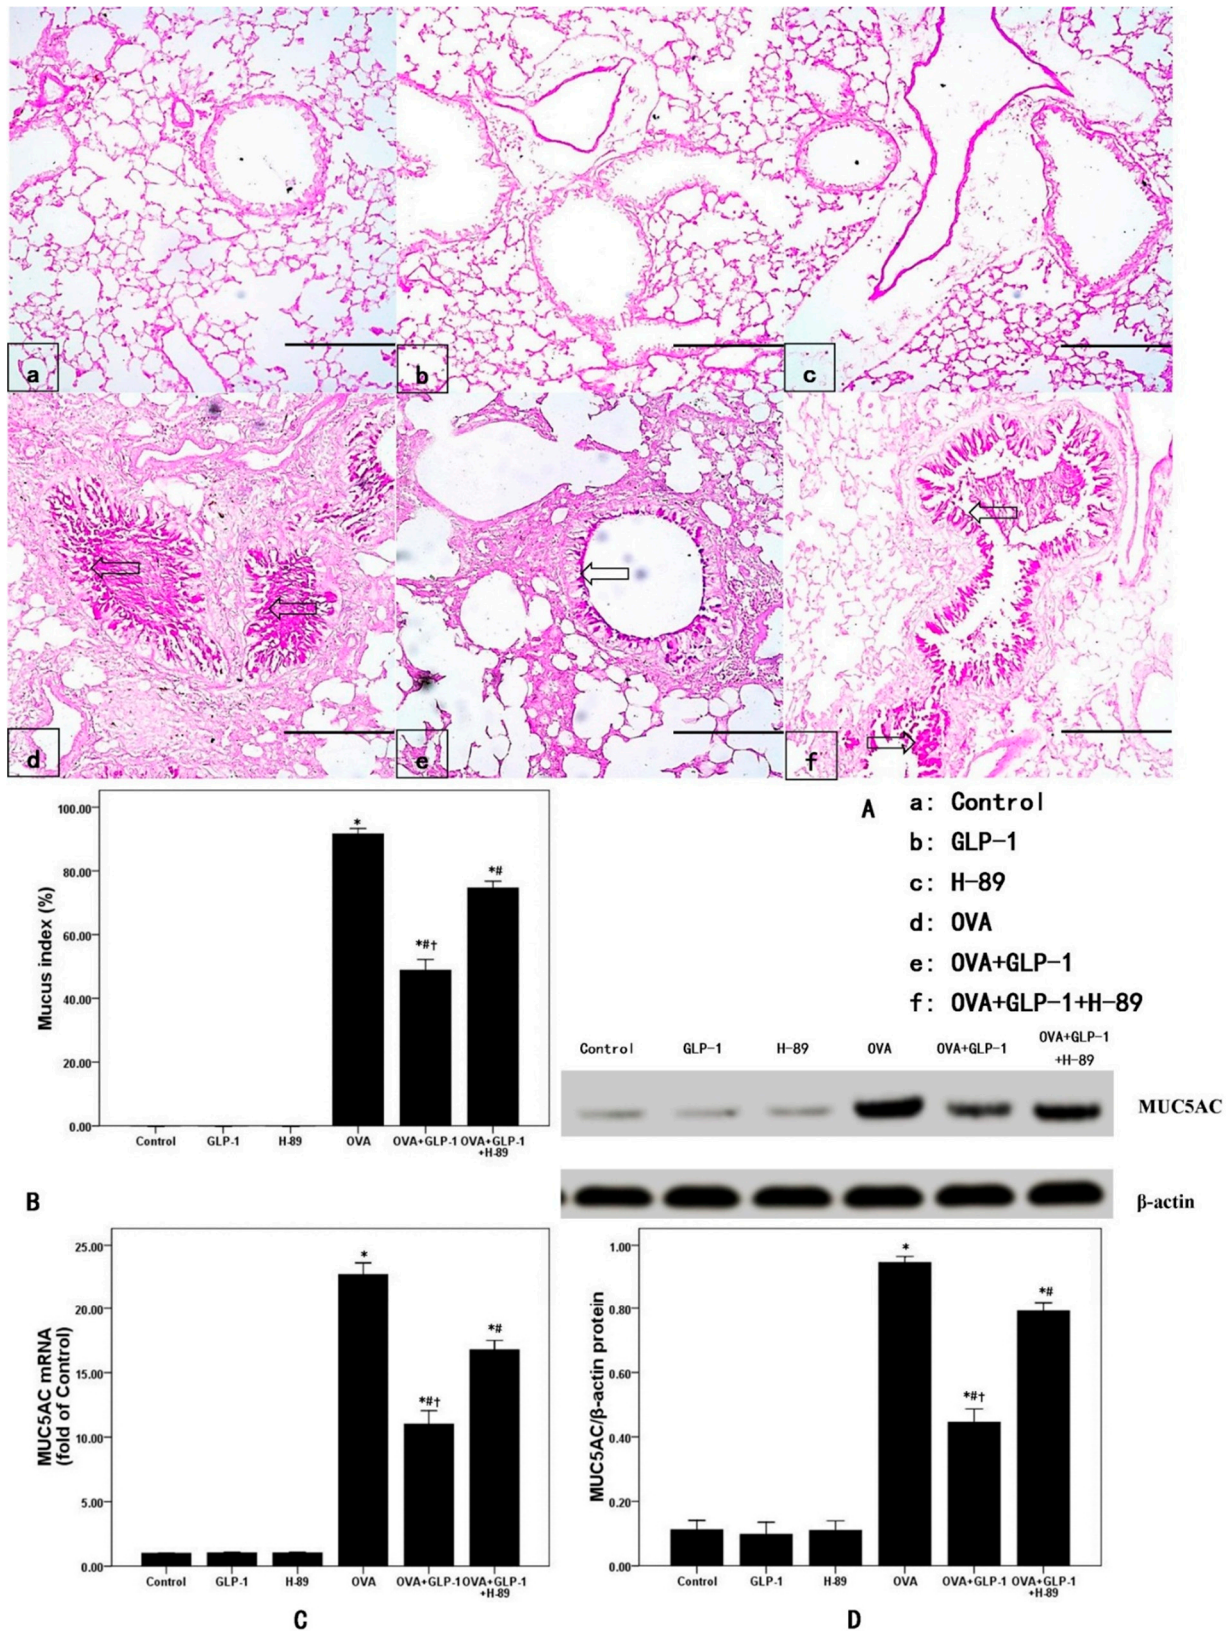 a
b
c
d
e
f
A
a: Control
b: GLP-1
c: H-89
d: OVA
e: OVA+GLP-1
f: OVA+GLP-1+H-89
100.00
80.00
60.00
40.00
20.00
0.00
Mucus index (%)
*
*#†
*#
Control
GLP-1
H-89
OVA
OVA+GLP-1
OVA+GLP-1
+H-89
B
Control
GLP-1
H-89
OVA
OVA+GLP-1
OVA+GLP-1
+H-89
MUC5AC
β-actin
25.00
20.00
15.00
10.00
5.00
0.00
MUC5AC mRNA
(fold of Control)
*
*#†
*#
Control
GLP-1
H-89
OVA
OVA+GLP-1
OVA+GLP-1
+H-89
C
1.00
0.80
0.60
0.40
0.20
0.00
MUC5AC/β-actin protein
*
*#†
*#
Control
GLP-1
H-89
OVA
OVA+GLP-1
OVA+GLP-1
+H-89
D